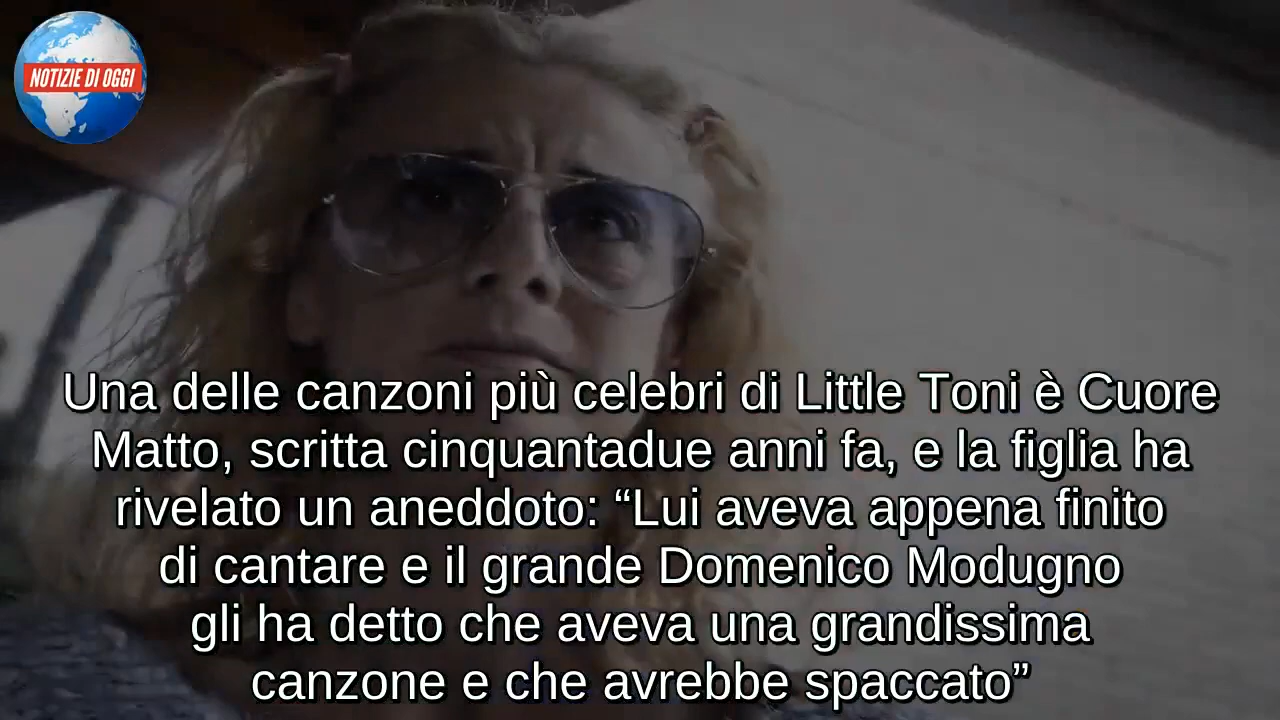 NOTIZIE DI OGGI
Una delle canzoni più celebri di Little Toni è Cuore
Matto, scritta cinquantadue anni fa, e la figlia ha
rivelato un aneddoto: “Lui aveva appena finito
di cantare e il grande Domenico Modugno
gli ha detto che aveva una grandissima
canzone e che avrebbe spaccato”